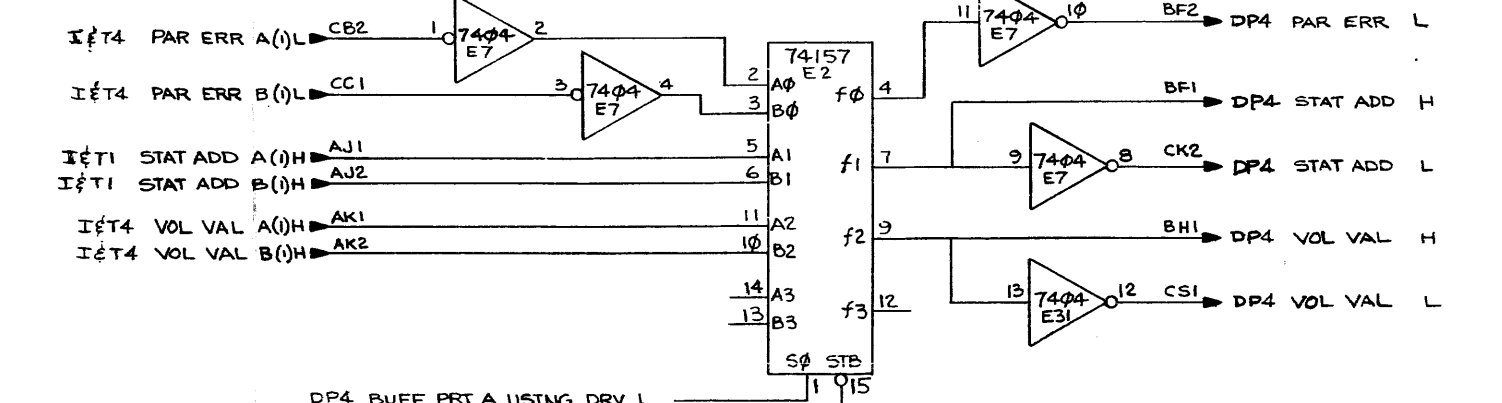 I&T4 PAR ERR A(1)L CB2 1 74Ø4 E7 2
11 74Ø4 E7 1Ø BF2 DP4 PAR ERR L
I&T4 PAR ERR B(1)L CC1 3 74Ø4 E7 4
74157
E2
2 AØ
3 BØ
fØ 4
BF1 DP4 STAT ADD H
I&T1 STAT ADD A(1)H AJ1 5 A1
I&T1 STAT ADD B(1)H AJ2 6 B1
f1 7 9 74Ø4 E7 8 CK2 DP4 STAT ADD L
I&T4 VOL VAL A(1)H AK1 11 A2
I&T4 VOL VAL B(1)H AK2 1Ø B2
f2 9 BH1 DP4 VOL VAL H
14 A3
13 B3
f3 12
13 74Ø4 E31 12 CS1 DP4 VOL VAL L
SØ STB
1 15
DP4 BUFF PRT A USING DRV L